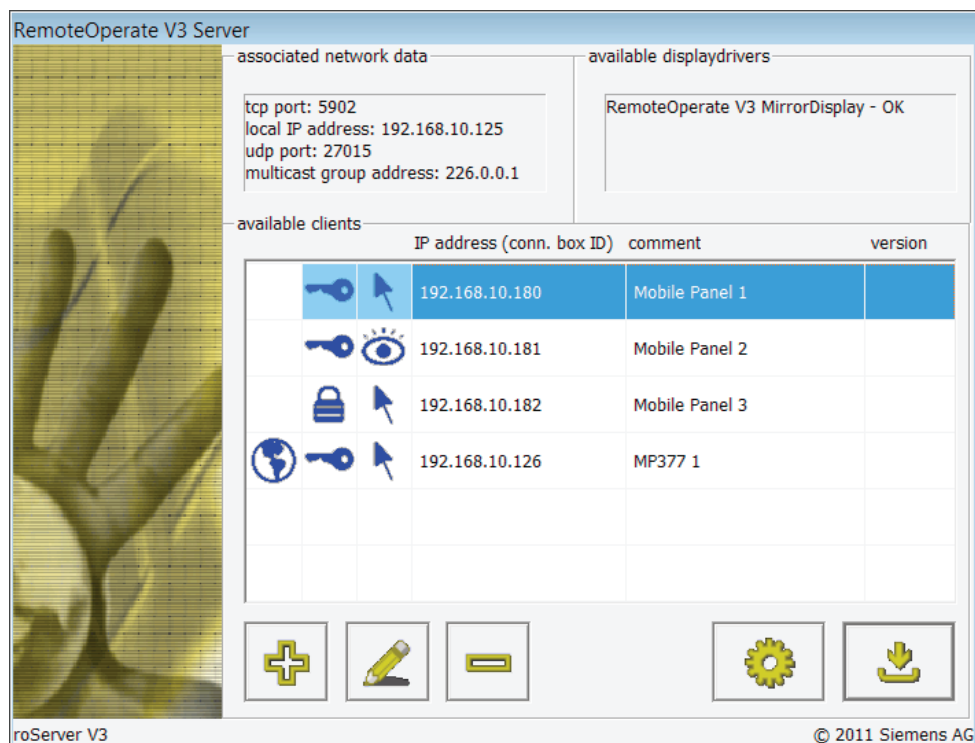 RemoteOperate V3 Server
associated network data
tcp port: 5902
local IP address: 192.168.10.125
udp port: 27015
multicast group address: 226.0.0.1
available displaydrivers
RemoteOperate V3 MirrorDisplay - OK
available clients
IP address (conn. box ID) comment version
192.168.10.180 Mobile Panel 1
192.168.10.181 Mobile Panel 2
192.168.10.182 Mobile Panel 3
192.168.10.126 MP377 1
roServer V3 © 2011 Siemens AG